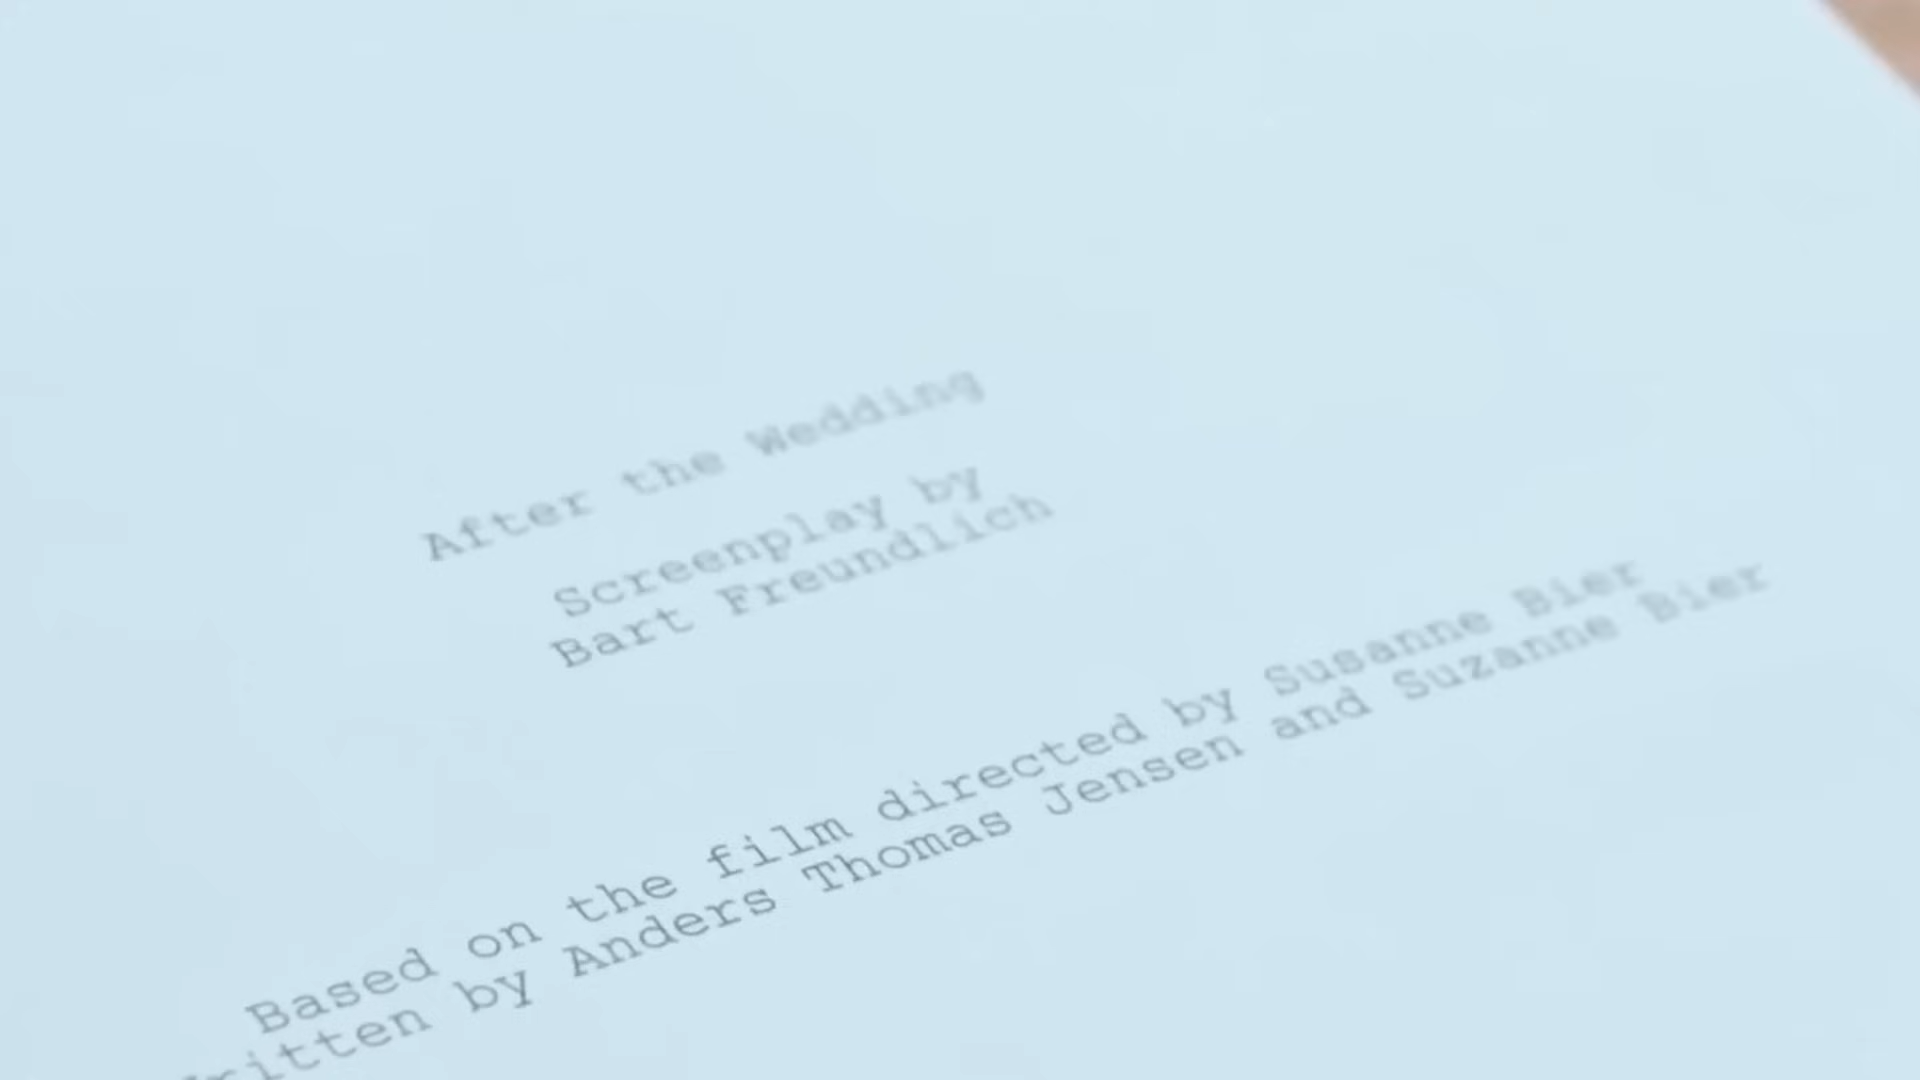 After the Wedding
Screenplay by
Bart Freundlich
Based on the film directed by Susanne Bier
ritten by Anders Thomas Jensen and Suzanne Bier